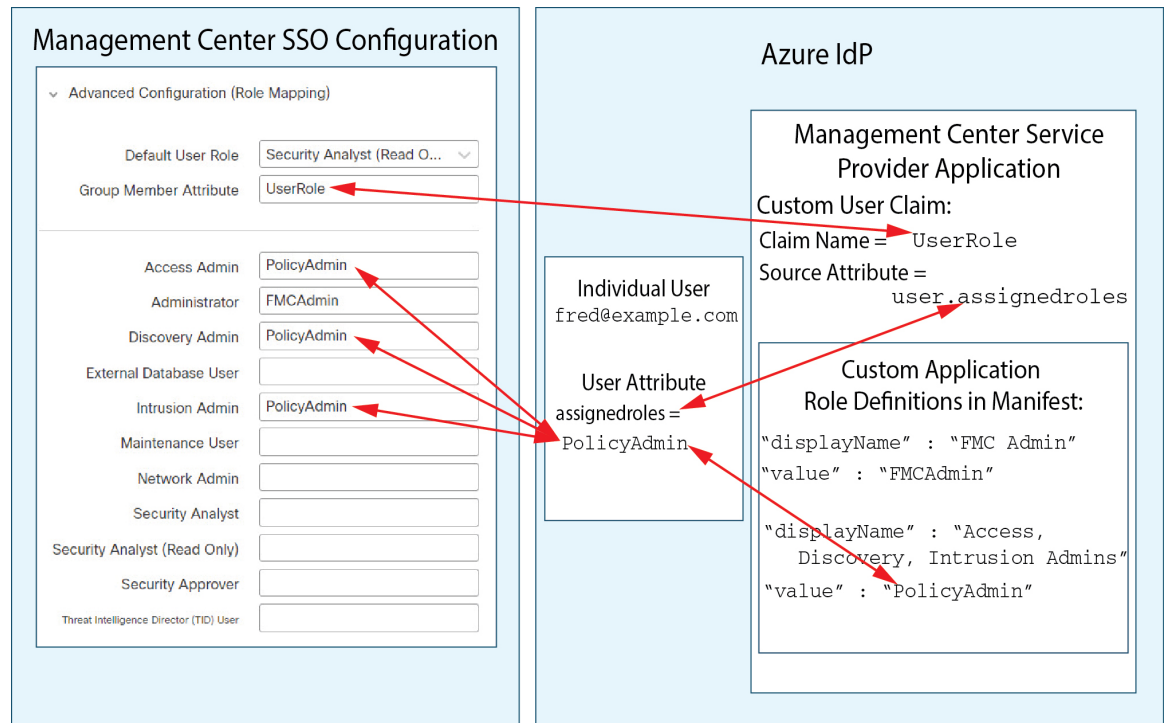 Management Center SSO Configuration
Advanced Configuration (Role Mapping)
Default User Role Security Analyst (Read O...
Group Member Attribute UserRole
Access Admin PolicyAdmin
Administrator FMCAdmin
Discovery Admin PolicyAdmin
External Database User
Intrusion Admin PolicyAdmin
Maintenance User
Network Admin
Security Analyst
Security Analyst (Read Only)
Security Approver
Threat Intelligence Director (TID) User
Azure IdP
Individual User
fred@example.com
User Attribute
assignedroles =
PolicyAdmin
Management Center Service
Provider Application
Custom User Claim:
Claim Name = UserRole
Source Attribute =
user.assignedroles
Custom Application
Role Definitions in Manifest:
“displayName” : “FMC Admin”
“value” : “FMCAdmin”
“displayName” : “Access,
Discovery, Intrusion Admins”
“value” : “PolicyAdmin”